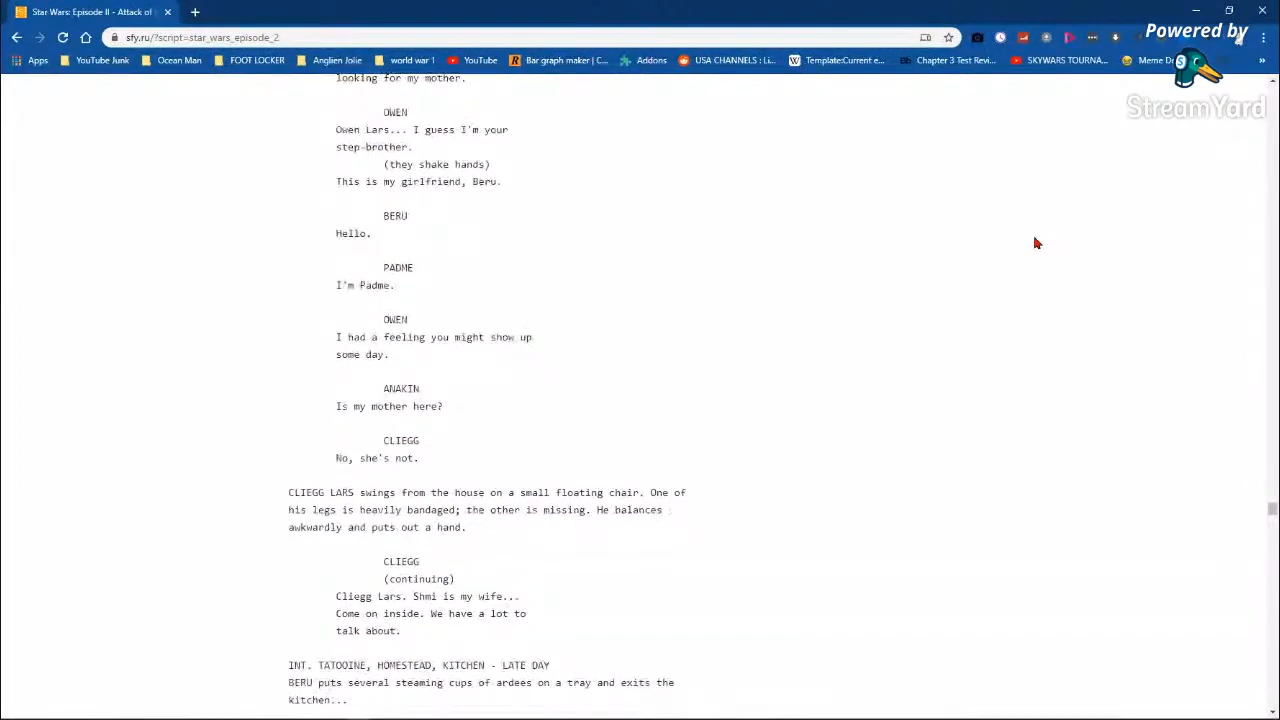 Star Wars: Episode II - Attack of
sfy.ru/?script=star_wars_episode_2
Powered by
StreamYard
Apps
YouTube Junk
Ocean Man
FOOT LOCKER
Anglien Jolie
world war 1
YouTube
Bar graph maker | C...
Addons
USA CHANNELS : Li...
Template:Current e...
Chapter 3 Test Revi...
SKYWARS TOURNA...
Meme De
looking for my mother.
OWEN
Owen Lars... I guess I'm your
step-brother.
(they shake hands)
This is my girlfriend, Beru.
BERU
Hello.
PADME
I'm Padme.
OWEN
I had a feeling you might show up
some day.
ANAKIN
Is my mother here?
CLIEGG
No, she's not.
CLIEGG LARS swings from the house on a small floating chair. One of
his legs is heavily bandaged; the other is missing. He balances
awkwardly and puts out a hand.
CLIEGG
(continuing)
Cliegg Lars. Shmi is my wife...
Come on inside. We have a lot to
talk about.
INT. TATOOINE, HOMESTEAD, KITCHEN - LATE DAY
BERU puts several steaming cups of ardees on a tray and exits the
kitchen...